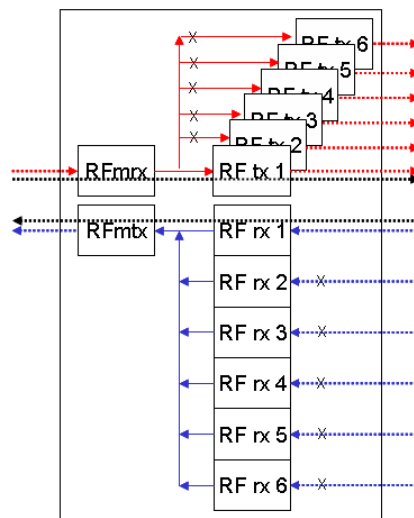 RF tx 6
X
RF tx 5
X
RF tx 4
X
RF tx 3
X
RF tx 2
X
RFmrx
RF tx 1
RFmtx
RF rx 1
RF rx 2
X
RF rx 3
X
RF rx 4
X
RF rx 5
X
RF rx 6
X